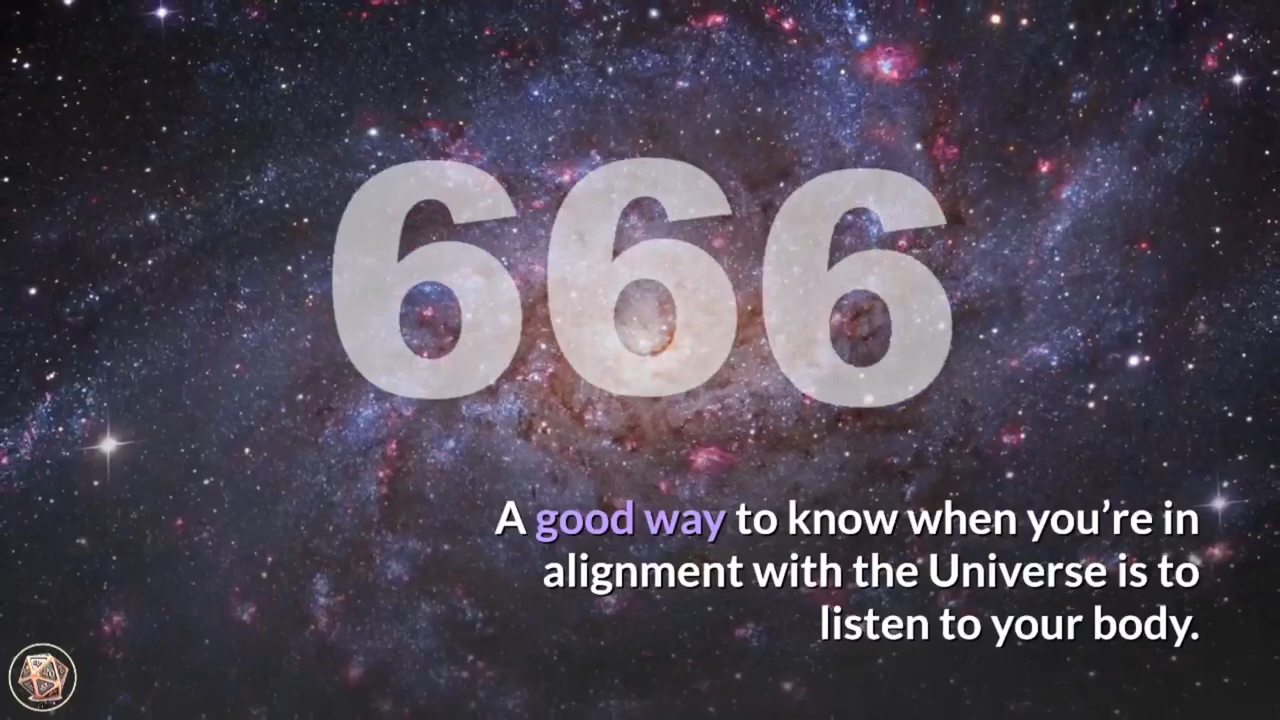 666
A good way to know when you’re in
alignment with the Universe is to
listen to your body.